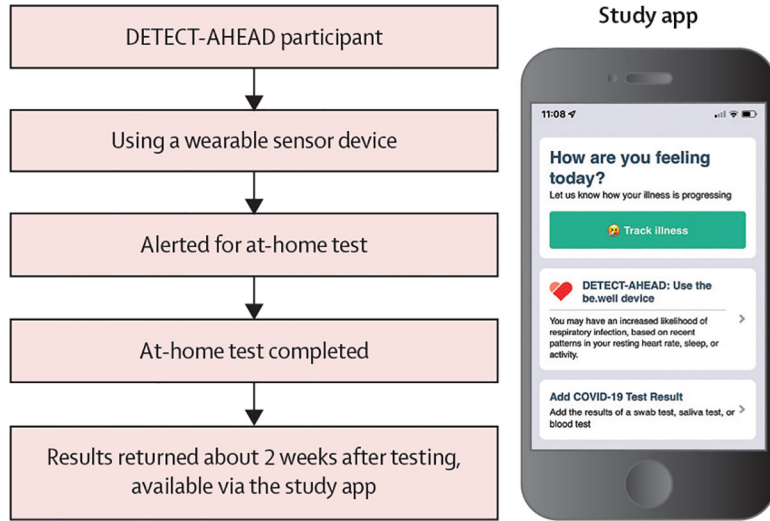 DETECT-AHEAD participant
Using a wearable sensor device
Alerted for at-home test
At-home test completed
Results returned about 2 weeks after testing,
available via the study app
Study app
11:08
How are you feeling
today?
Let us know how your illness is progressing
Track illness
DETECT-AHEAD: Use the
be.well device
You may have an increased likelihood of
respiratory infection, based on recent
patterns in your resting heart rate, sleep, or
activity.
Add COVID-19 Test Result
Add the results of a swab test, saliva test, or
blood test